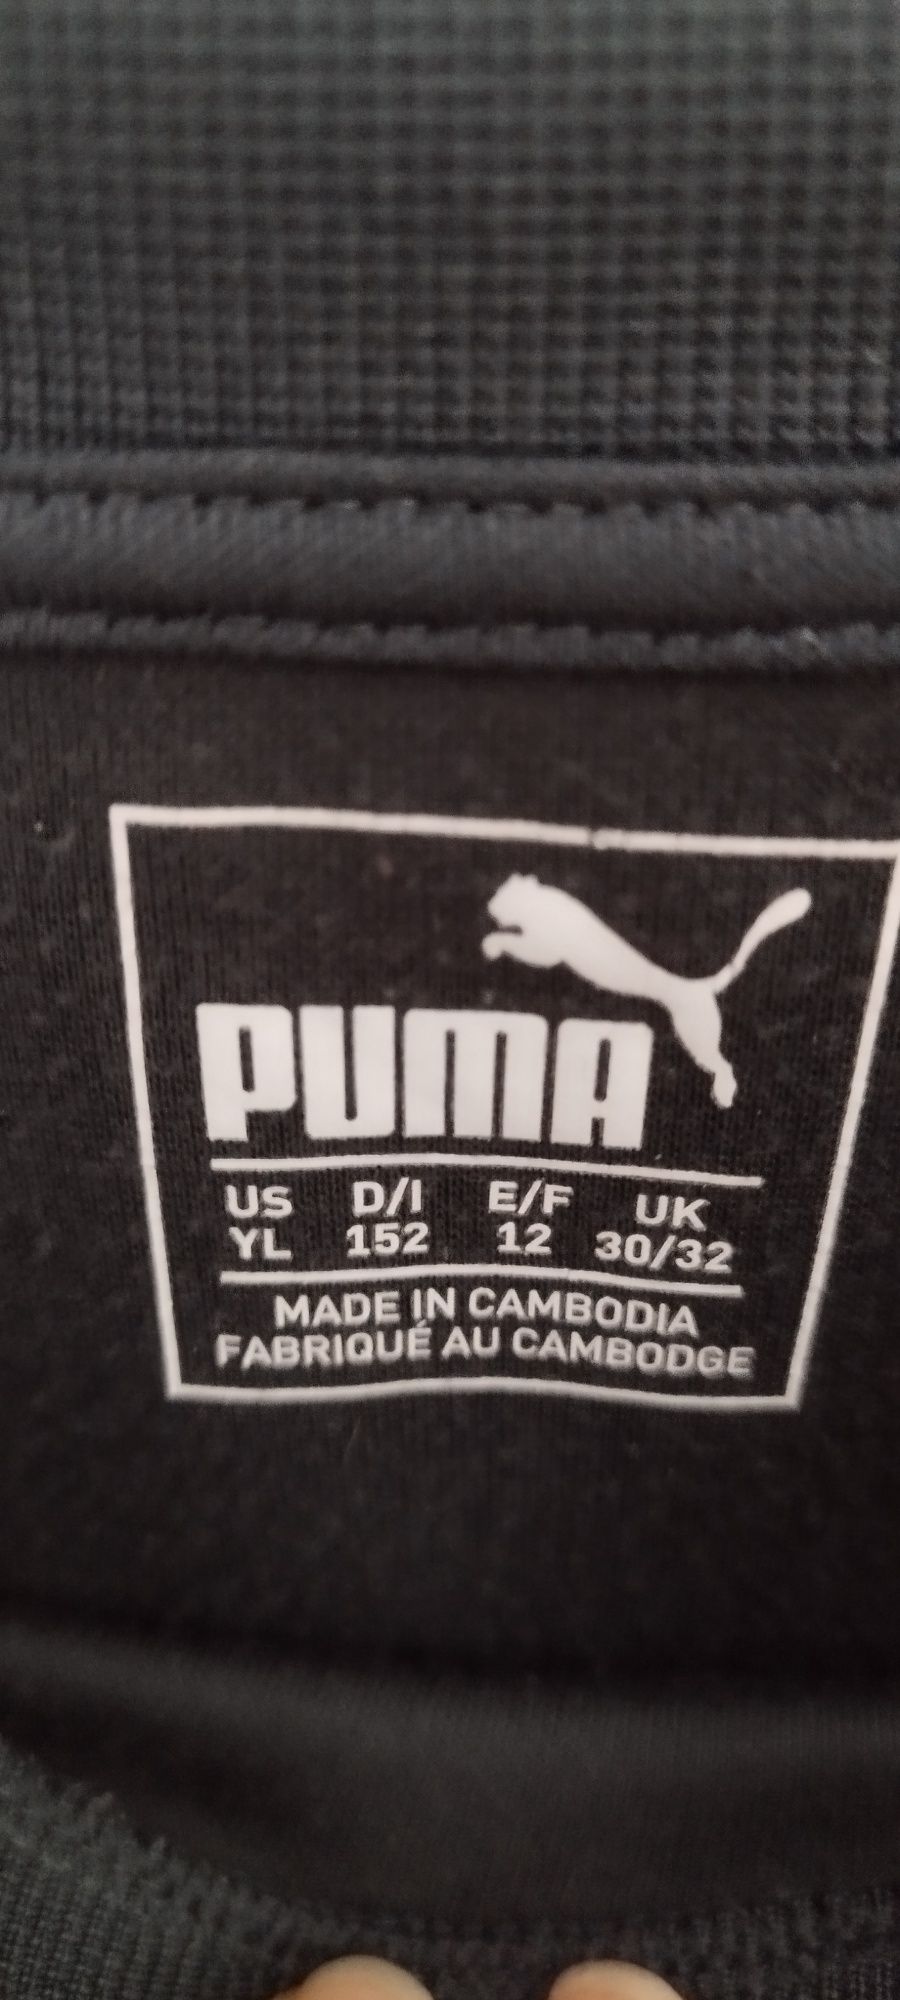 PUMA
US D/I E/F UK
YL 152 12 30/32
MADE IN CAMBODIA
FABRIQUÉ AU CAMBODGE